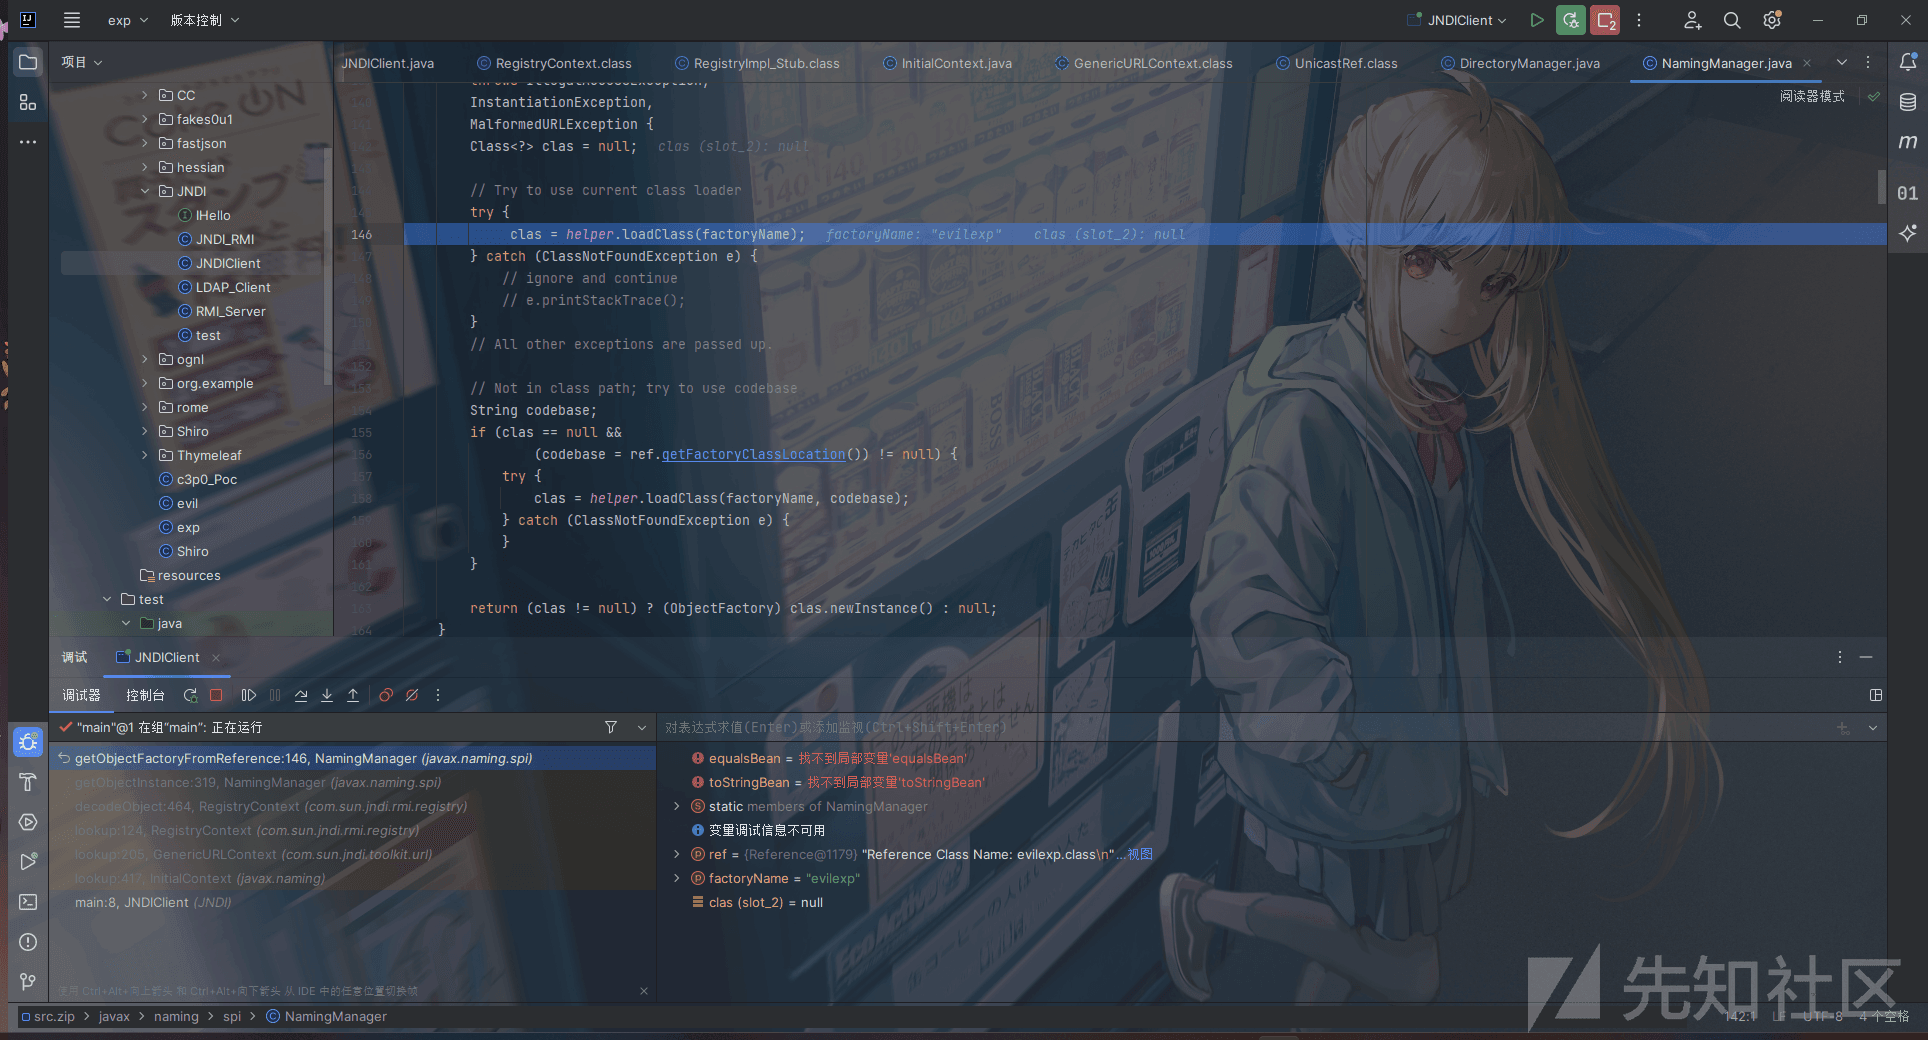 exp
版本控制
JNDIClient
2
项目
JNDIClient.java
RegistryContext.class
RegistryImpl_Stub.class
InitialContext.java
GenericURLContext.class
UnicastRef.class
DirectoryManager.java
NamingManager.java
阅读器模式
CC
fakes0u1
fastjson
hessian
JNDI
IHello
JNDI_RMI
JNDIClient
LDAP_Client
RMI_Server
test
ognl
org.example
rome
Shiro
Thymeleaf
c3p0_Poc
evil
exp
Shiro
resources
test
java
InstantiationException,
MalformedURLException {
Class<?> clas = null; clas (slot_2): null
// Try to use current class loader
try {
146 clas = helper.loadClass(factoryName); factoryName: "evilexp" clas (slot_2): null
} catch (ClassNotFoundException e) {
// ignore and continue
// e.printStackTrace();
}
// All other exceptions are passed up.
152
153 // Not in class path; try to use codebase
154 String codebase;
155 if (clas == null &&
156 (codebase = ref.getFactoryClassLocation()) != null) {
157 try {
158 clas = helper.loadClass(factoryName, codebase);
159 } catch (ClassNotFoundException e) {
160 }
161 }
162
163 return (clas != null) ? (ObjectFactory) clas.newInstance() : null;
164 }
m
01
调试
JNDIClient
调试器
控制台
"main"@1 在组"main": 正在运行
getObjectFactoryFromReference:146, NamingManager (javax.naming.spi)
getObjectInstance:319, NamingManager (javax.naming.spi)
decodeObject:464, RegistryContext (com.sun.jndi.rmi.registry)
lookup:124, RegistryContext (com.sun.jndi.rmi.registry)
lookup:205, GenericURLContext (com.sun.jndi.toolkit.url)
lookup:417, InitialContext (javax.naming)
main:8, JNDIClient (JNDI)
使用 Ctrl+Alt+向上箭头 和 Ctrl+Alt+向下箭头 从 IDE 中的任意位置切换帧
对表达式求值(Enter)或添加监视(Ctrl+Shift+Enter)
equalsBean = 找不到局部变量'equalsBean'
toStringBean = 找不到局部变量'toStringBean'
static members of NamingManager
变量调试信息不可用
ref = {Reference@1179} "Reference Class Name: evilexp.class\n"...视图
factoryName = "evilexp"
clas (slot_2) = null
src.zip > javax > naming > spi > NamingManager
142:1 LF UTF-8 4 个空格
先知社区